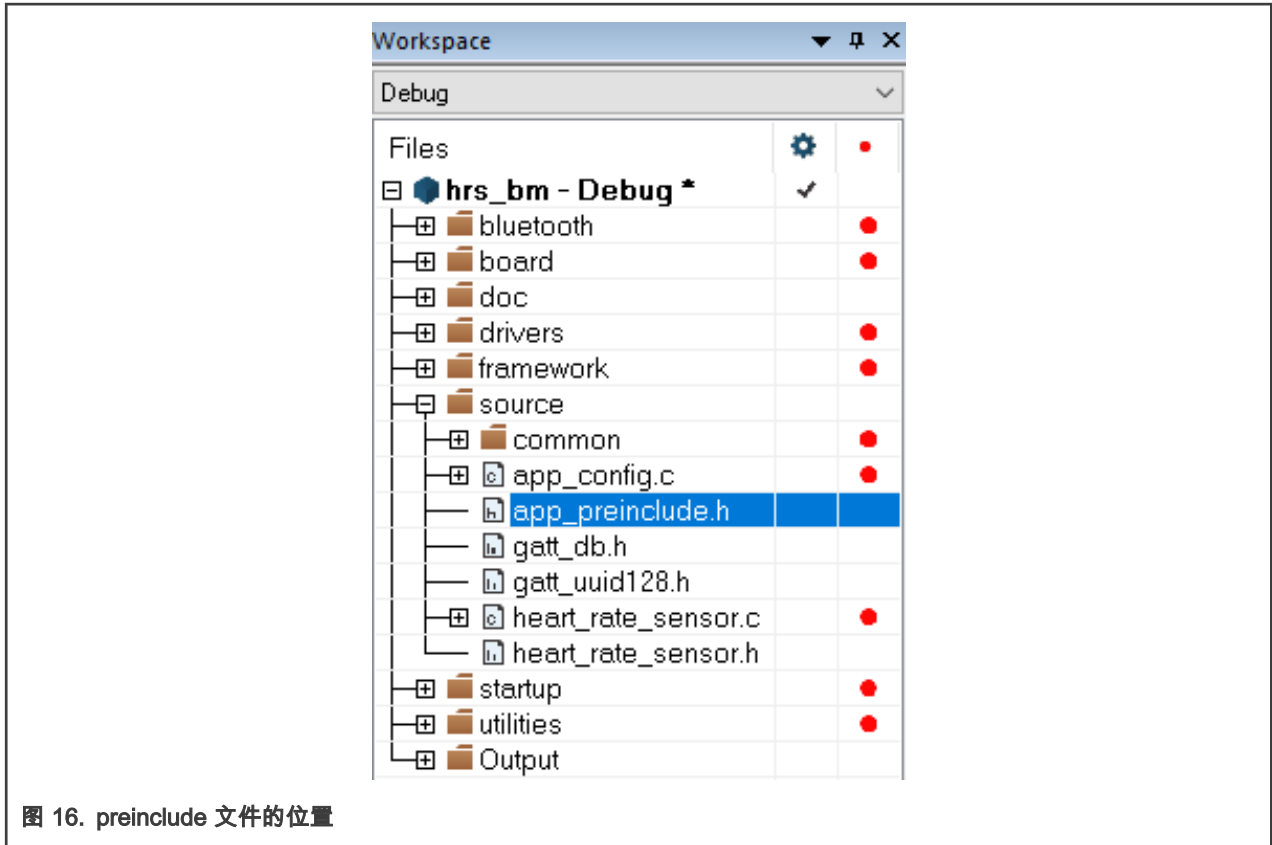 Workspace
Debug
Files
hrs_bm - Debug *
bluetooth
board
doc
drivers
framework
source
common
app_config.c
app_preinclude.h
gatt_db.h
gatt_uuid128.h
heart_rate_sensor.c
heart_rate_sensor.h
startup
utilities
Output
图 16. preinclude 文件的位置